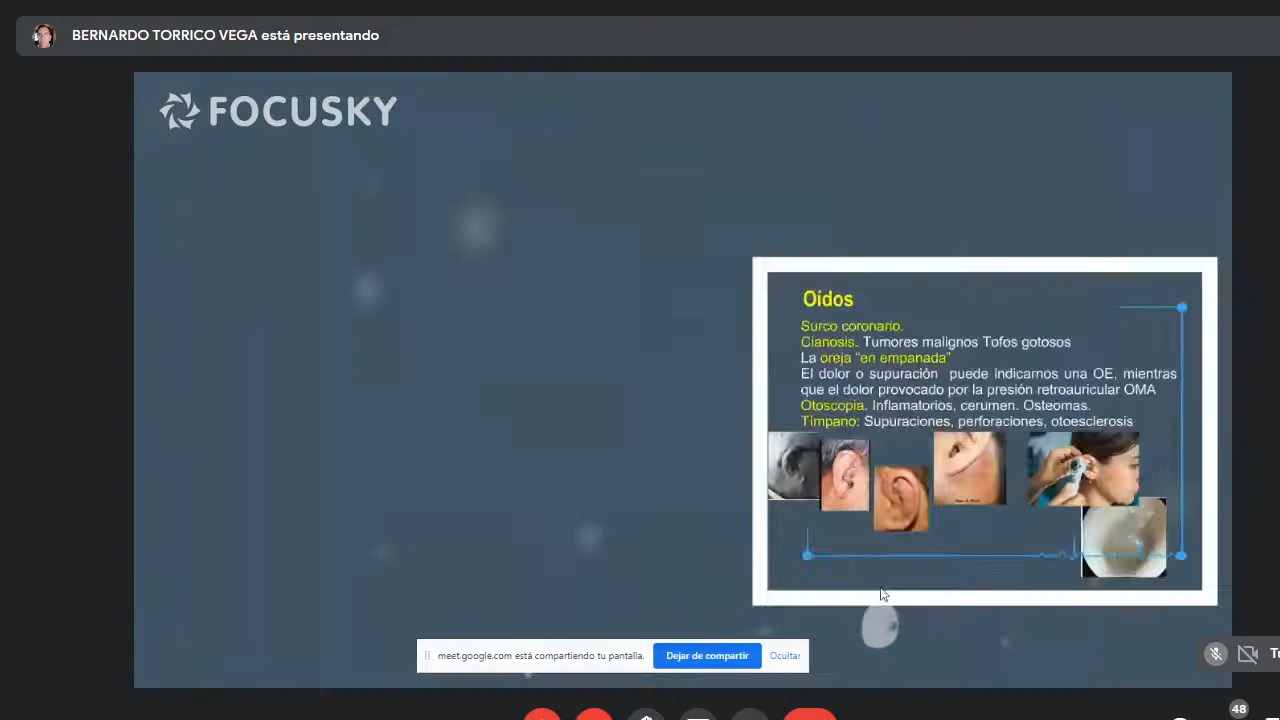 BERNARDO TORRICO VEGA está presentando
FOCUSKY
Oídos
Surco coronario.
Cianosis. Tumores malignos Tofos gotosos
La oreja "en empanada"
El dolor o supuración puede indicarnos una OE, mientras
que el dolor provocado por la presión retroauricular OMA
Otoscopia. Inflamatorios, cerumen. Osteomas.
Tímpano: Supuraciones, perforaciones, otoesclerosis
meet.google.com está compartiendo tu pantalla.
Dejar de compartir
Ocultar
48